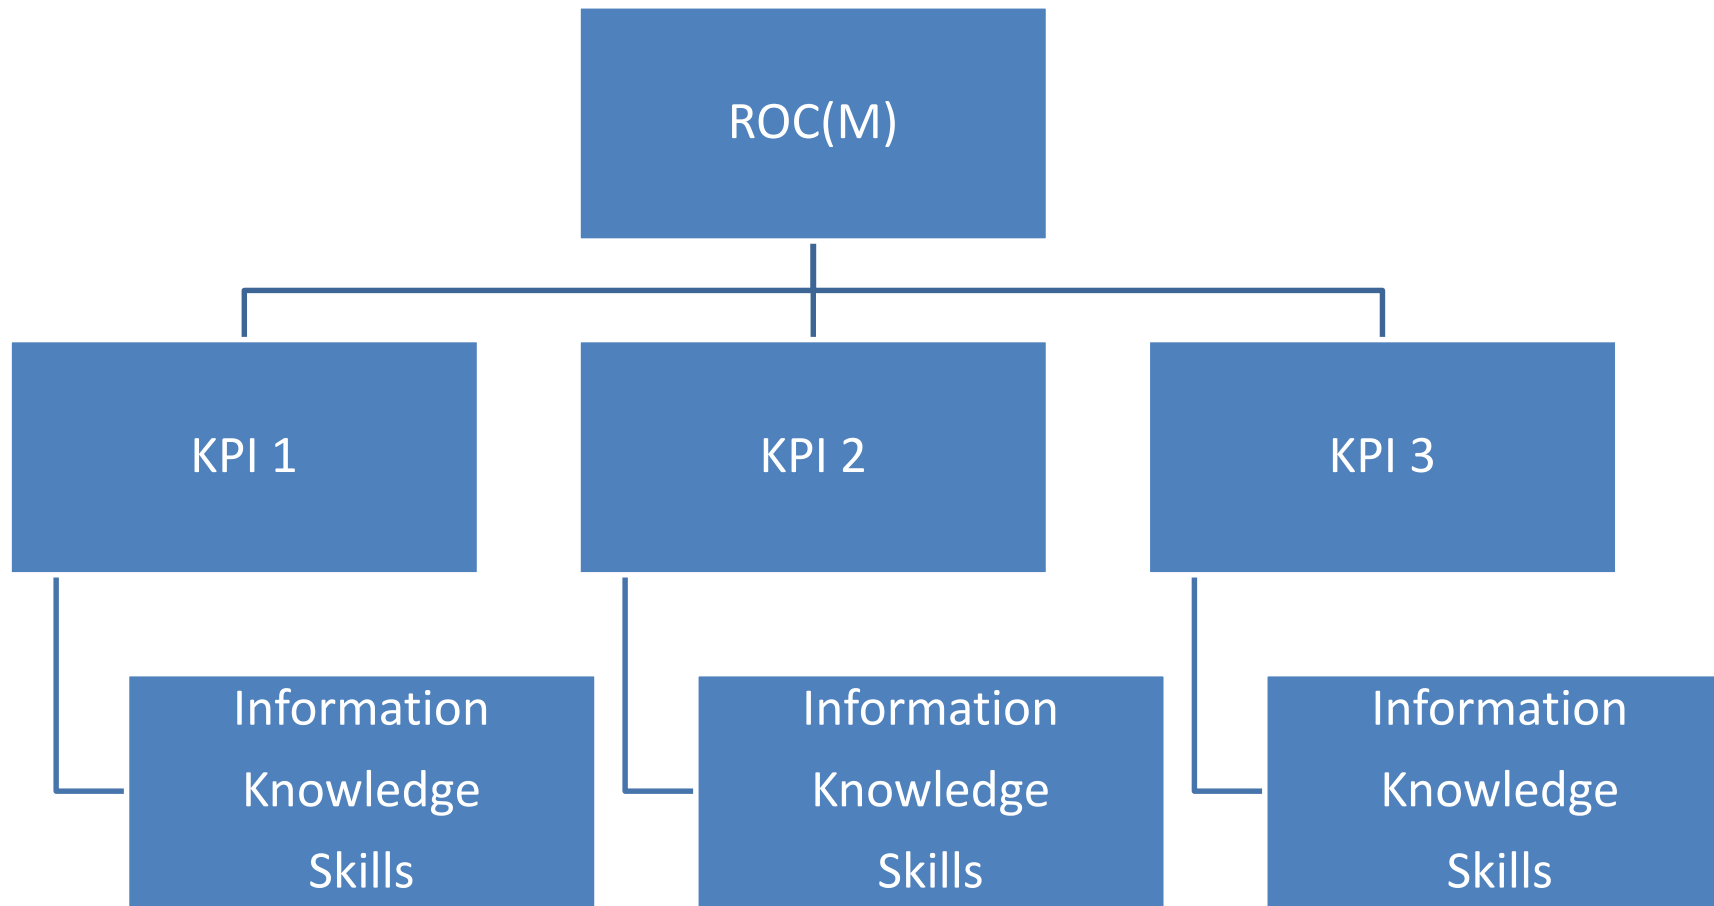 ROC(M)
KPI 1
KPI 2
KPI 3
Information
Knowledge
Skills
Information
Knowledge
Skills
Information
Knowledge
Skills